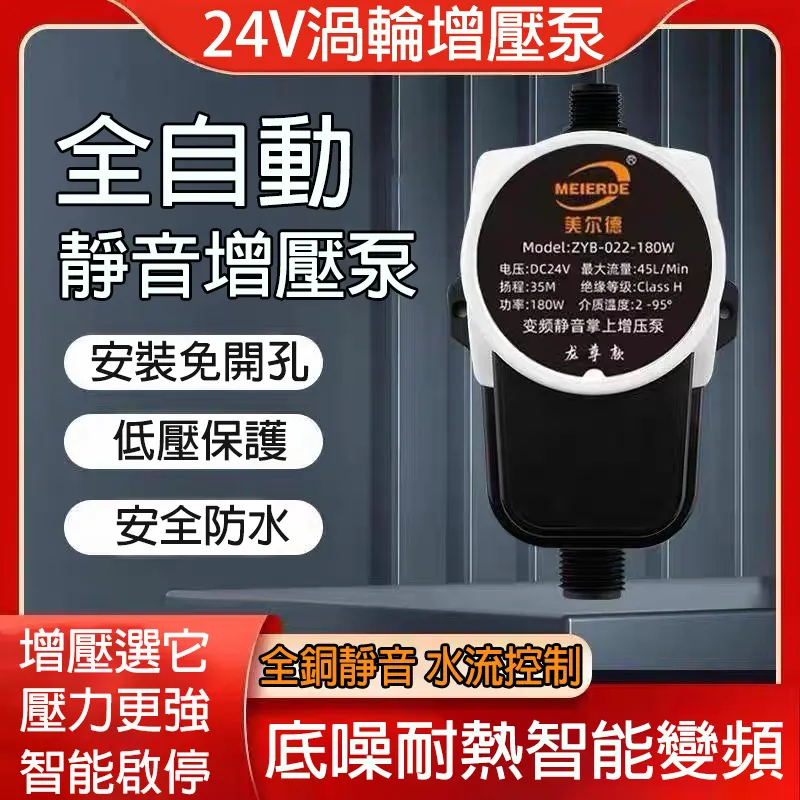 24V渦輪增壓泵
全自動
靜音增壓泵
安裝免開孔
低壓保護
安全防水
MEIERDE®
美尔德
Model:ZYB-022-180W
电压:DC24V 最大流量:45L/Min
扬程:35M 绝缘等级:Class H
功率:180W 介质温度:2 -95°
变频静音掌上增压泵
龙尊款
增壓選它
壓力更強
智能啟停
全銅靜音 水流控制
底噪耐熱智能變頻